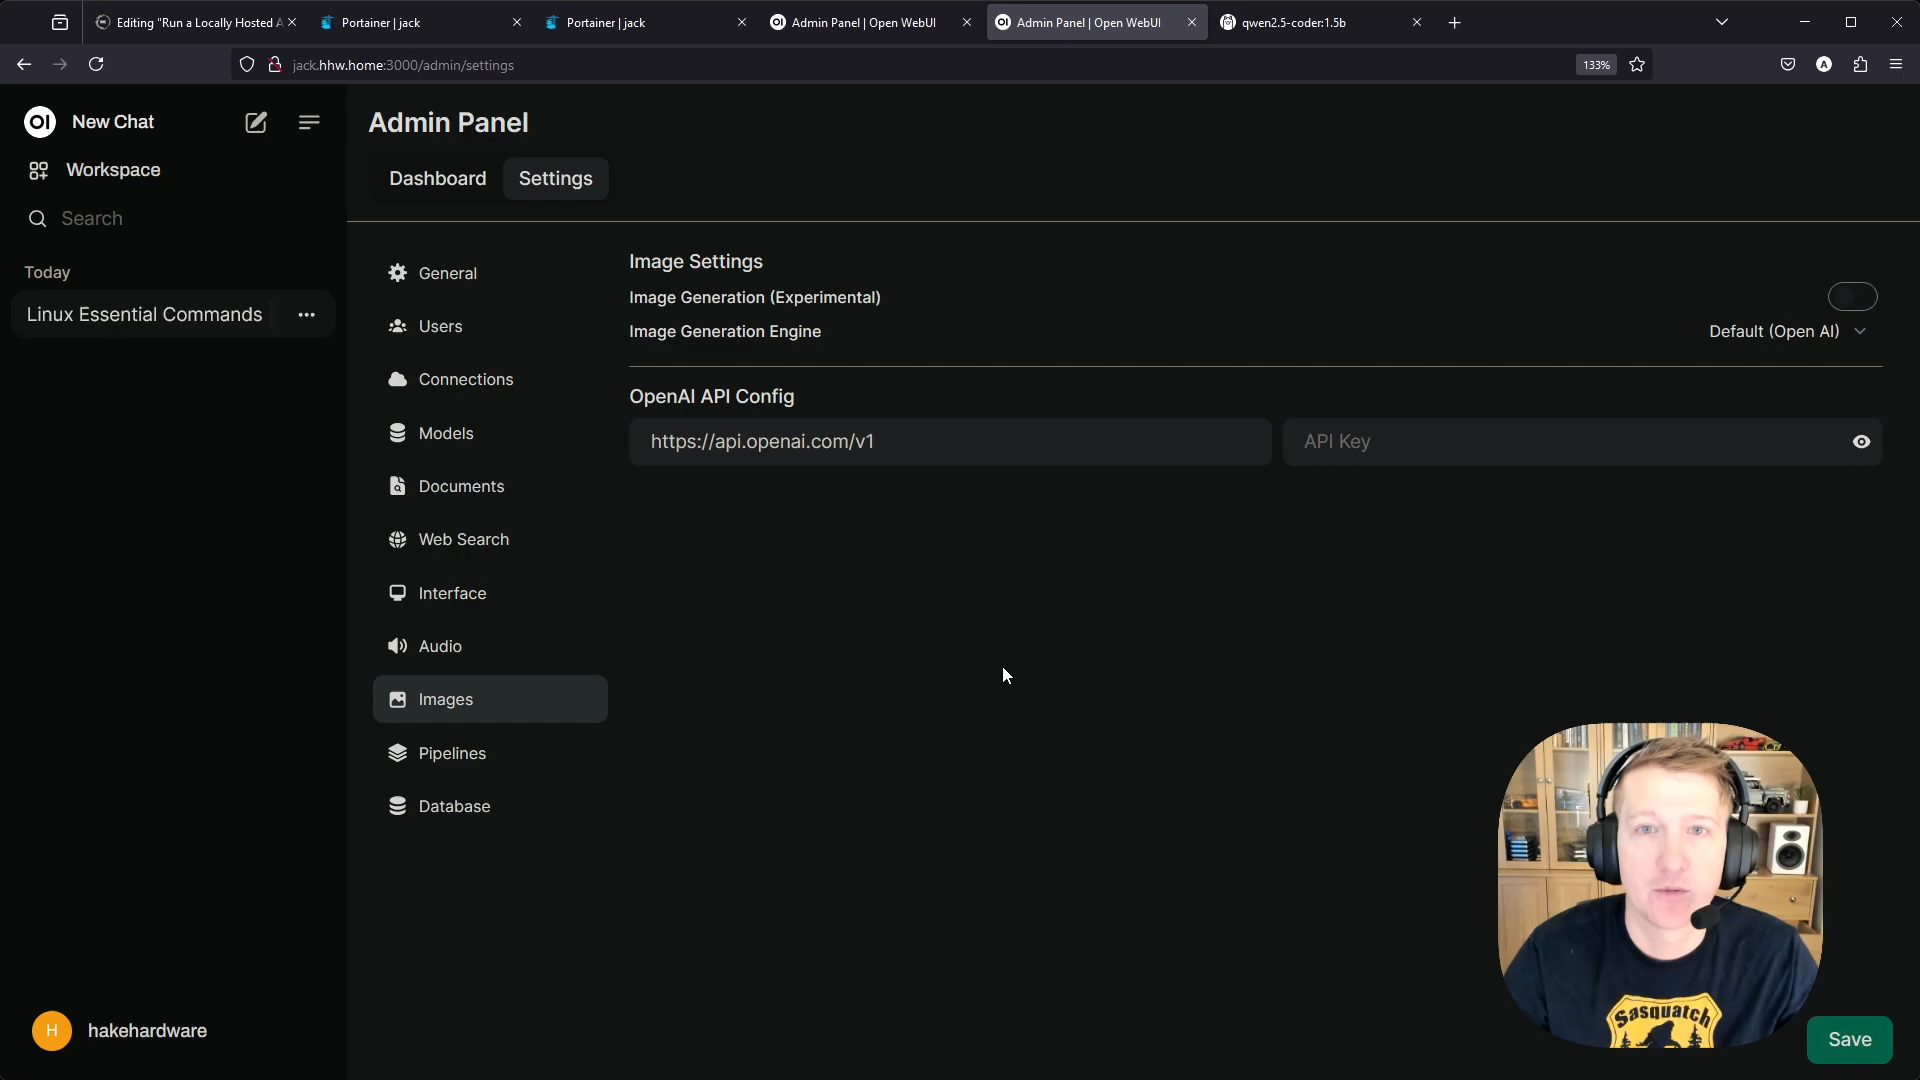 Editing "Run a Locally Hosted A
Portainer | jack
Portainer | jack
OI Admin Panel | Open WebUI
OI Admin Panel | Open WebUI
qwen2.5-coder:1.5b
jack.hhw.home:3000/admin/settings
133%
A
OI New Chat
Workspace
Search
Today
Linux Essential Commands
H hakehardware
Admin Panel
Dashboard Settings
General
Users
Connections
Models
Documents
Web Search
Interface
Audio
Images
Pipelines
Database
Image Settings
Image Generation (Experimental)
Image Generation Engine Default (Open AI)
OpenAI API Config
https://api.openai.com/v1 API Key
Sasquatch
Save